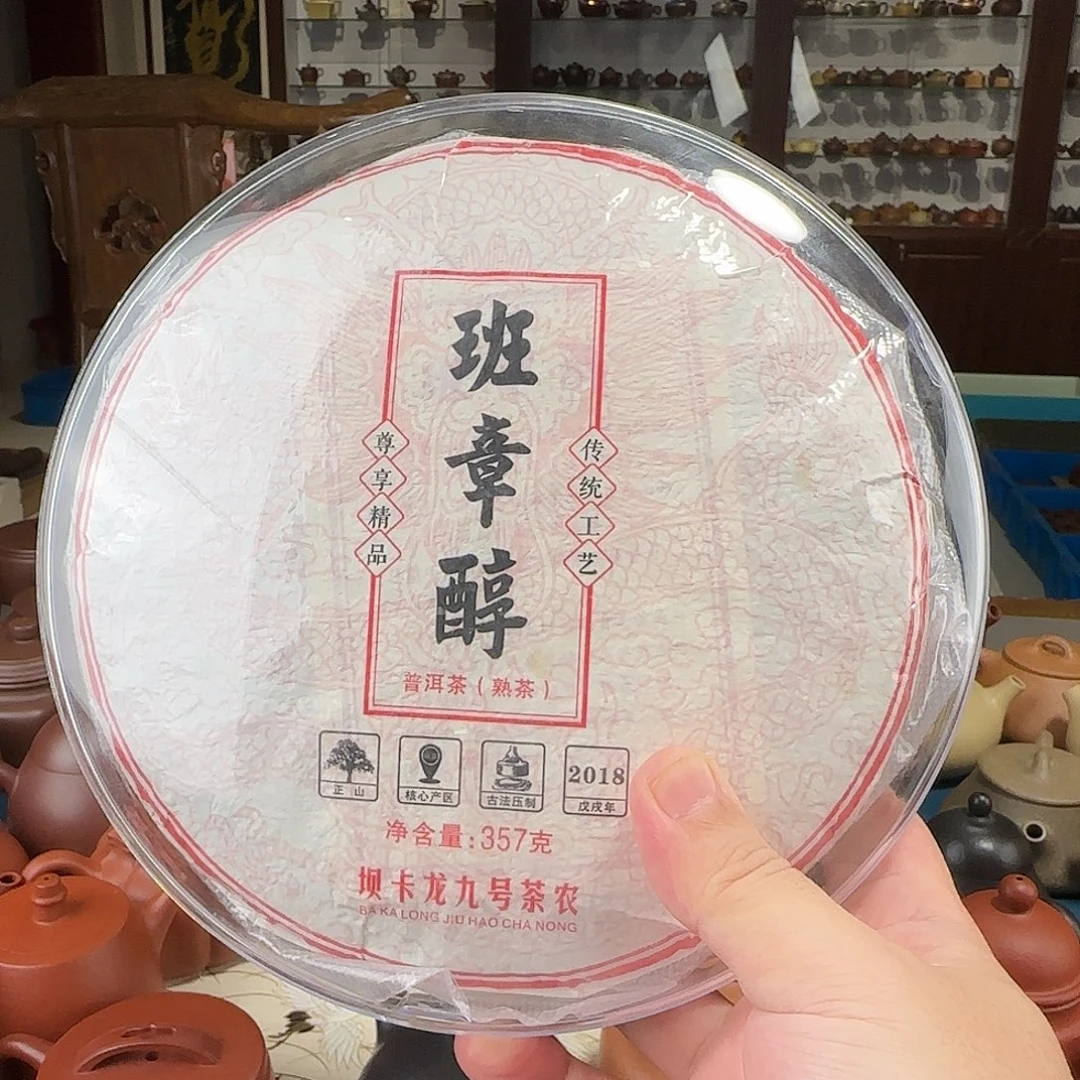 班章醇
尊享精品
传统工艺
普洱茶（熟茶）
正山
核心产区
古法压制
2018
戊戌年
净含量:357克
坝卡龙九号茶农
BA KA LONG JIU HAO CHA NONG